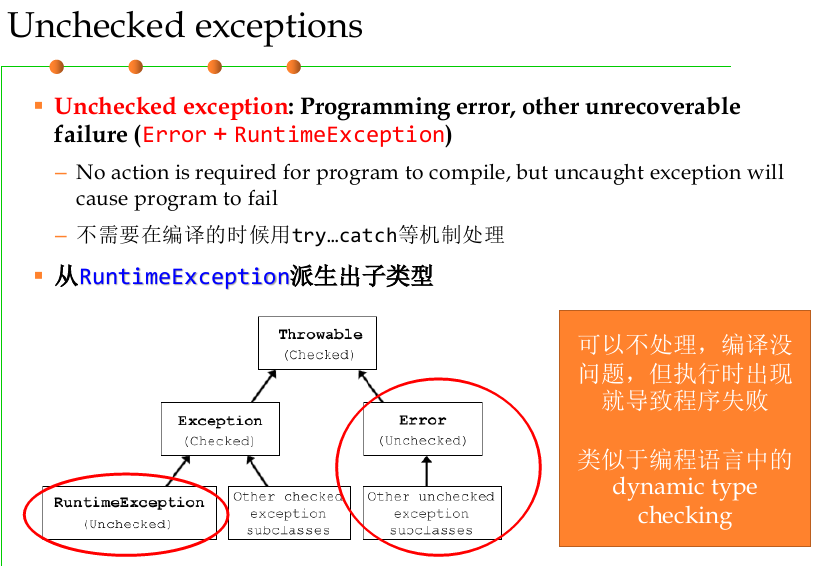 Unchecked exceptions
Unchecked exception: Programming error, other unrecoverable
failure (Error + RuntimeException)
– No action is required for program to compile, but uncaught exception will
cause program to fail
– 不需要在编译的时候用try…catch等机制处理
从RuntimeException派生出子类型
Throwable
(Checked)
Exception
(Checked)
Error
(Unchecked)
RuntimeException
(Unchecked)
Other checked
exception
subclasses
Other unchecked
exception
subclasses
可以不处理，编译没
问题，但执行时出现
就导致程序失败
类似于编程语言中的
dynamic type
checking